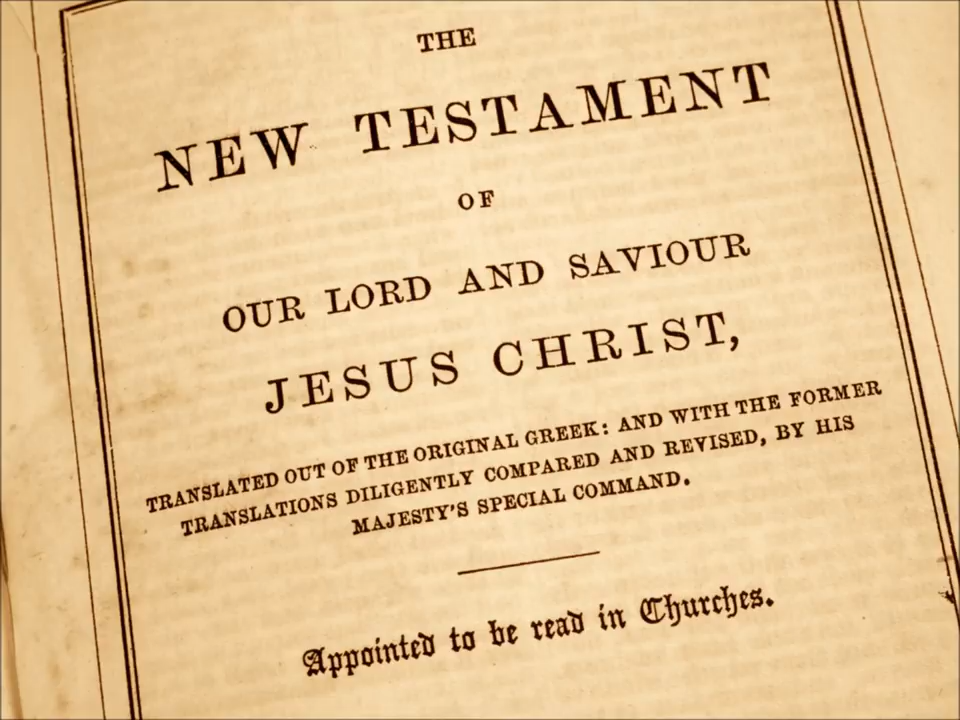 THE
NEW TESTAMENT
OF
OUR LORD AND SAVIOUR
JESUS CHRIST,
TRANSLATED OUT OF THE ORIGINAL GREEK: AND WITH THE FORMER
TRANSLATIONS DILIGENTLY COMPARED AND REVISED, BY HIS
MAJESTY'S SPECIAL COMMAND.
Appointed to be read in Churches.